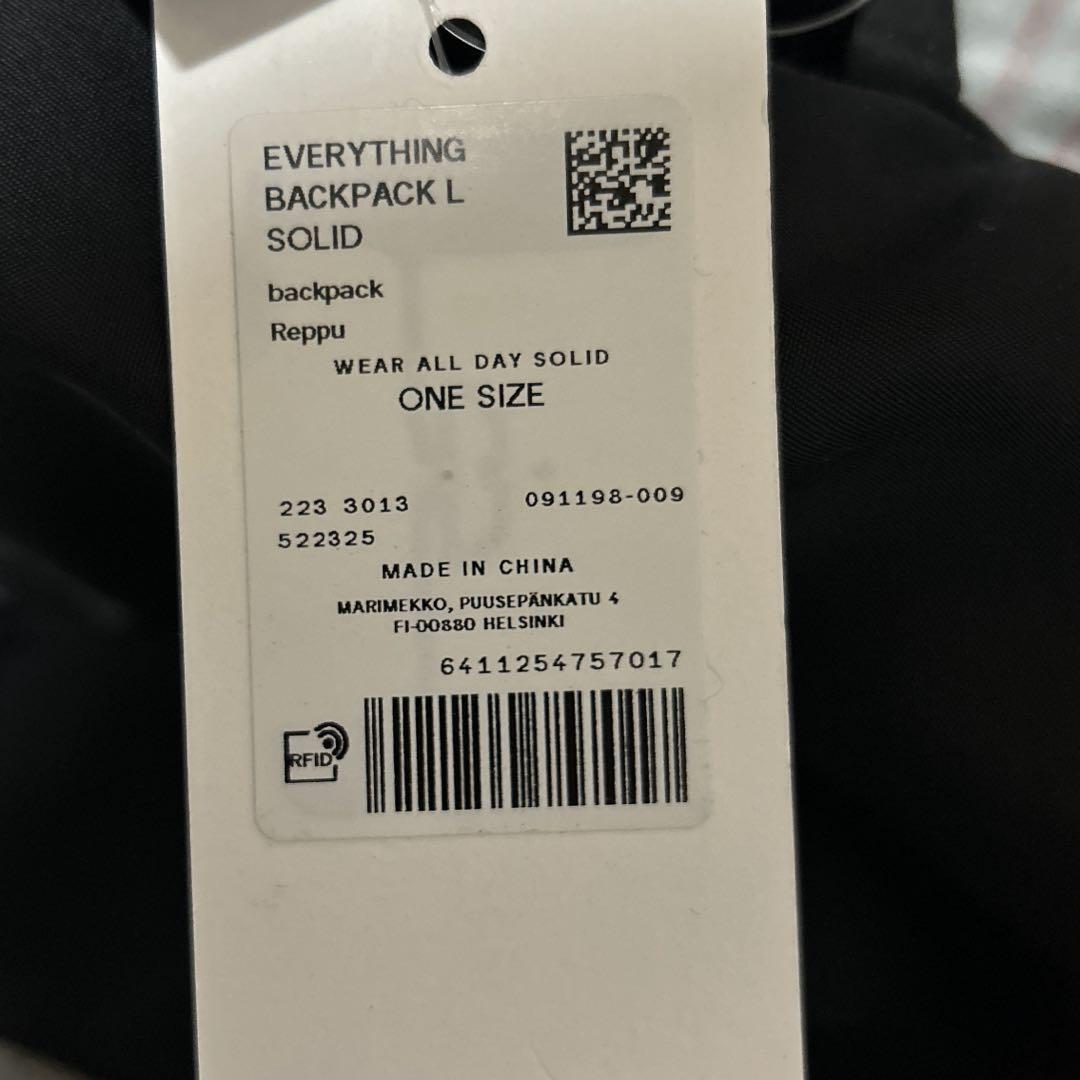 EVERYTHING
BACKPACK L
SOLID
backpack
Reppu
WEAR ALL DAY SOLID
ONE SIZE
223 3013 091198-009
522325
MADE IN CHINA
MARIMEKKO, PUUSEPÄNKATU 4
FI-00880 HELSINKI
6411254757017
RFID